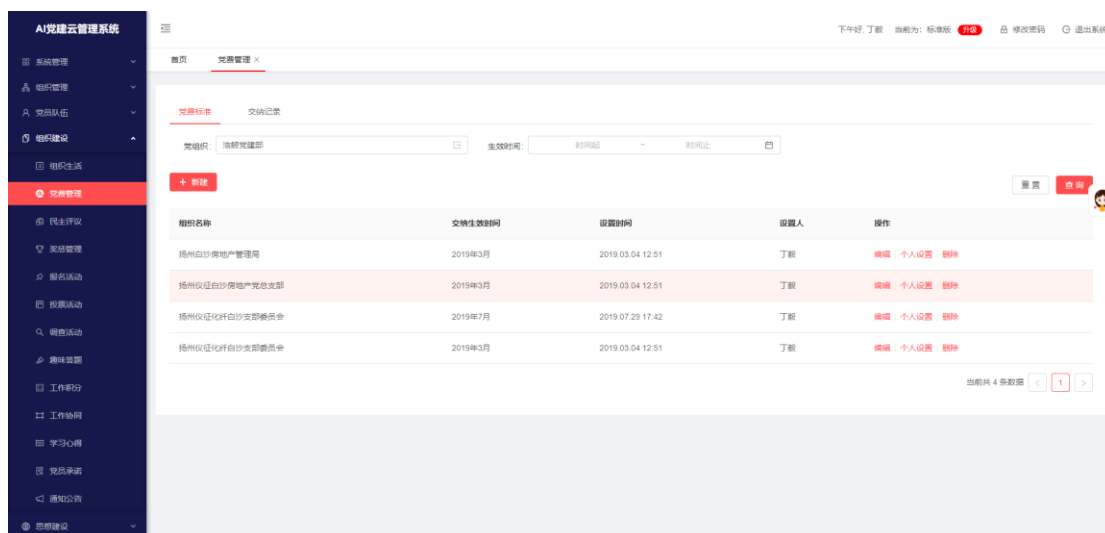 AI党建云管理系统
下午好, 丁毅 当前为: 标准版 升级 修改密码 退出系统
系统管理
首页 党费管理 ×
组织管理
党员队伍
党费标准 交纳记录
组织建设
党组织: 浩鲸党建部 生效时间: 时间起 ~ 时间止
组织生活
+ 新建 重置 查询
党费管理
民主评议
组织名称 交纳生效时间 设置时间 设置人 操作
奖惩管理
扬州白沙房地产管理局 2019年3月 2019.03.04 12:51 丁毅 编辑 个人设置 删除
报名活动
扬州仪征白沙房地产党总支部 2019年3月 2019.03.04 12:51 丁毅 编辑 个人设置 删除
投票活动
扬州仪征化纤白沙支部委员会 2019年7月 2019.07.29 17:42 丁毅 编辑 个人设置 删除
调查活动
扬州仪征化纤白沙支部委员会 2019年3月 2019.03.04 12:51 丁毅 编辑 个人设置 删除
趣味答题
工作积分
当前共 4 条数据 < 1 >
工作协同
学习心得
党员承诺
通知公告
思想建设